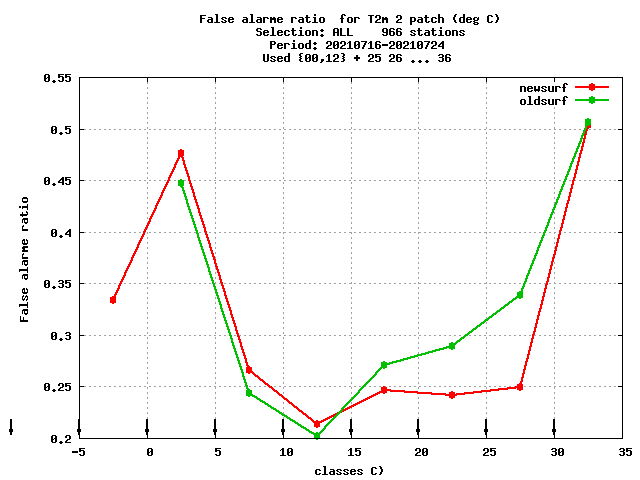 False alarme ratio  for T2m 2 patch (deg C)
Selection: ALL    966 stations
Period: 20210716-20210724
Used {00,12} + 25 26 ... 36
newsurf
oldsurf
0.55
0.5
0.45
0.4
0.35
0.3
0.25
0.2
False alarme ratio
-5 0 5 10 15 20 25 30 35
classes C)